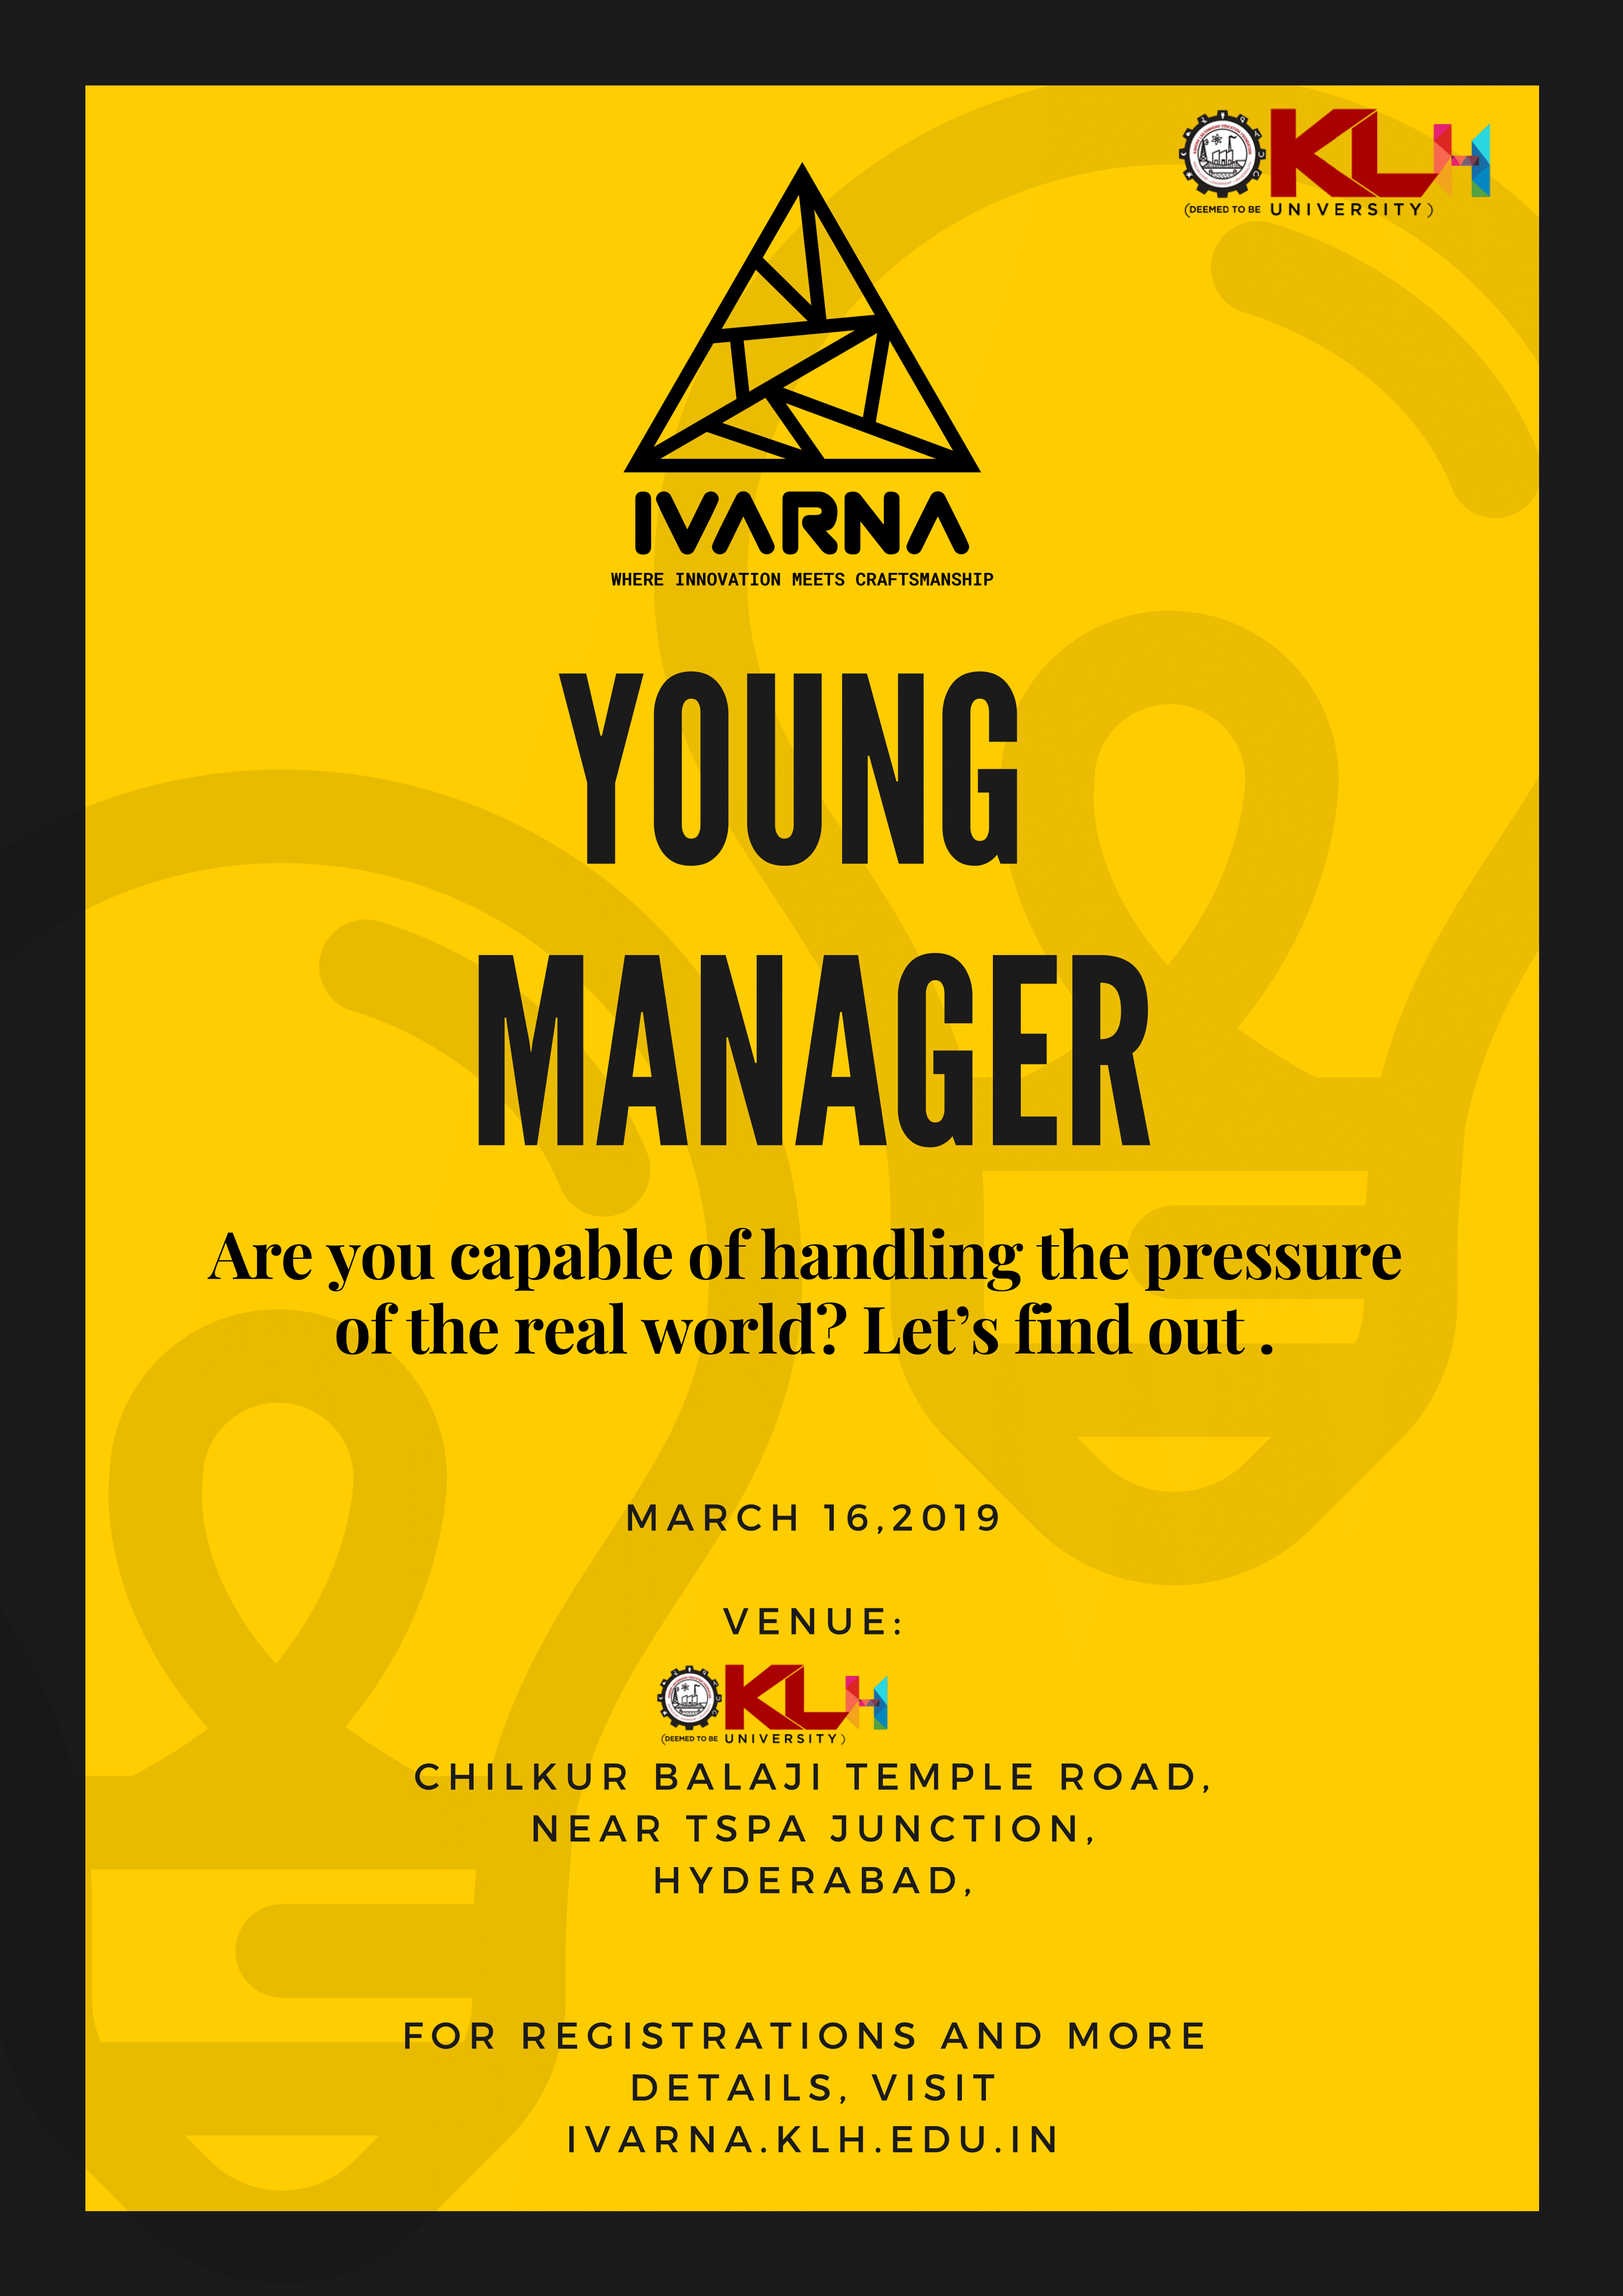 KLH
(DEEMED TO BE UNIVERSITY)
IVARNA
WHERE INNOVATION MEETS CRAFTSMANSHIP
YOUNG
MANAGER
Are you capable of handling the pressure
of the real world? Let’s find out .
MARCH 16,2019
VENUE:
KLH
(DEEMED TO BE UNIVERSITY)
CHILKUR BALAJI TEMPLE ROAD,
NEAR TSPA JUNCTION,
HYDERABAD,
FOR REGISTRATIONS AND MORE
DETAILS, VISIT
IVARNA.KLH.EDU.IN